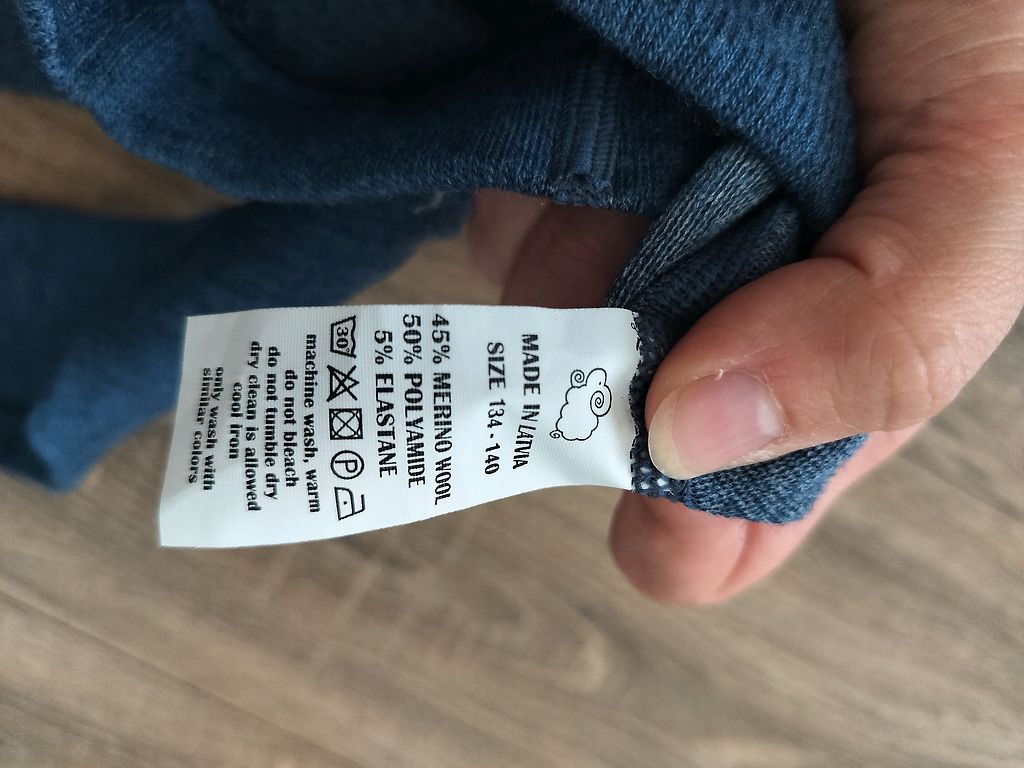 MADE IN LATVIA
SIZE 134 - 140
45% MERINO WOOL
50% POLYAMIDE
5% ELASTANE
30 P
machine wash, warm
do not bleach
do not tumble dry
dry clean is allowed
cool iron
only wash with
similar colors